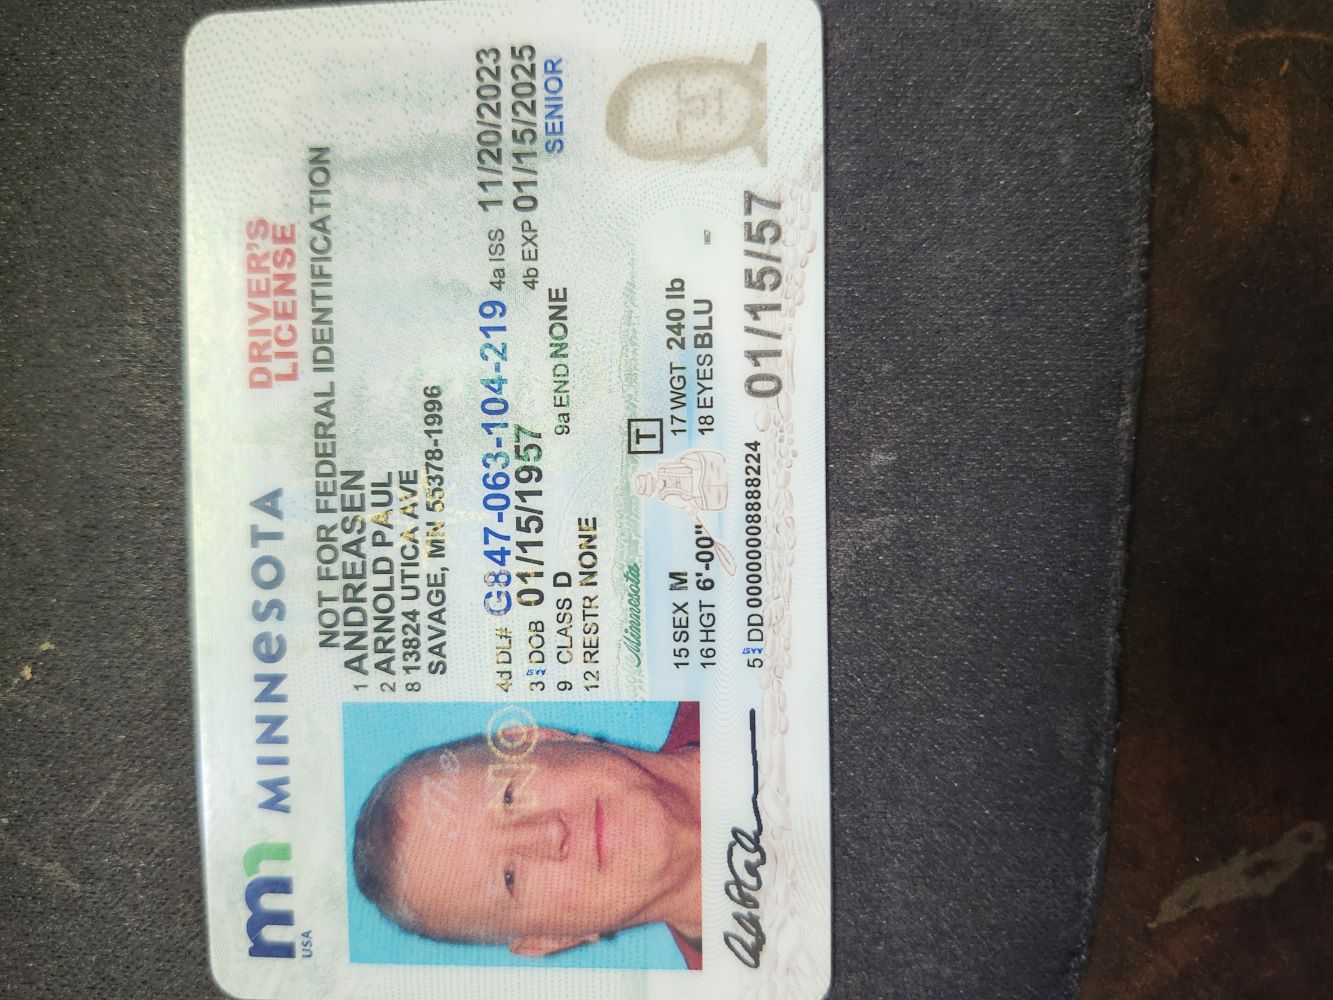 mn MINNESOTA
USA
DRIVER'S
LICENSE
NOT FOR FEDERAL IDENTIFICATION
1 ANDREASEN
2 ARNOLD PAUL
8 13824 UTICA AVE
SAVAGE, MN 55378-1996
4d DL# G847-063-104-219 4a ISS 11/20/2023
3 DOB 01/15/1957 4b EXP 01/15/2025
9 CLASS D 9a END NONE SENIOR
12 RESTR NONE
The
NO
Minnesota
T
15 SEX M 17 WGT 240 lb
16 HGT 6'-00" 18 EYES BLU
5 DD 00000008888224 01/15/57